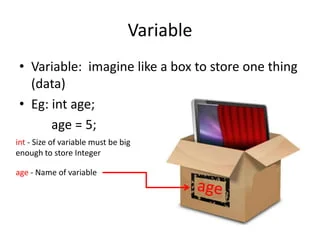 Variable
• Variable:  imagine like a box to store one thing
(data)
• Eg: int age;
age = 5;
int - Size of variable must be big
enough to store Integer
age - Name of variable
age